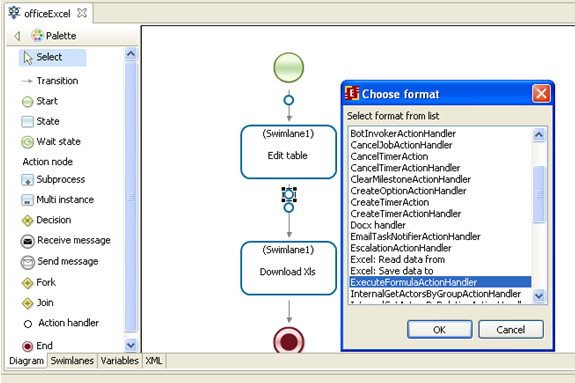 officeExcel
Palette
Select
Transition
Start
State
Wait state
Action node
Subprocess
Multi instance
Decision
Receive message
Send message
Fork
Join
Action handler
End
Diagram Swimlanes Variables XML
(Swimlane1)
Edit table
(Swimlane1)
Download Xls
Choose format
Select format from list
BotInvokerActionHandler
CancelJobActionHandler
CancelTimerAction
CancelTimerActionHandler
ClearMilestoneActionHandler
CreateOptionActionHandler
CreateTimerAction
CreateTimerActionHandler
Docx handler
EmailTaskNotifierActionHandler
EscalationActionHandler
Excel: Read data from
Excel: Save data to
ExecuteFormulaActionHandler
InternalGetActorsByGroupActionHandler
OK Cancel